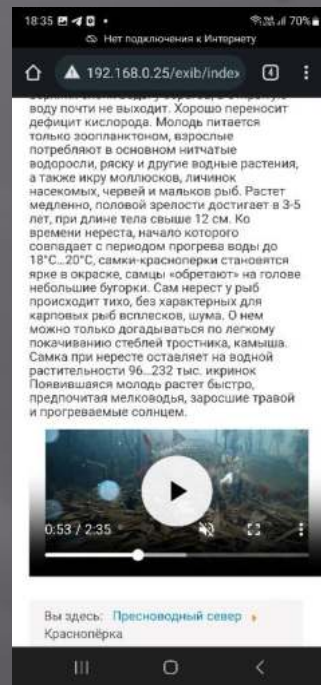 18:35
70%
Нет подключения к Интернету
192.168.0.25/exib/index
4
воду почти не выходит. Хорошо переносит
дефицит кислорода. Молодь питается
только зоопланктоном, взрослые
потребляют в основном нитчатые
водоросли, ряску и другие водные растения,
а также икру моллюсков, личинок
насекомых, червей и мальков рыб. Растет
медленно, половой зрелости достигает в 3-5
лет, при длине тела свыше 12 см. Ко
времени нереста, начало которого
совпадает с периодом прогрева воды до
18°С…20°С, самки-красноперки становятся
ярче в окраске, самцы «обретают» на голове
небольшие бугорки. Сам нерест у рыб
происходит тихо, без характерных для
карповых рыб всплесков, шума. О нем
можно только догадываться по легкому
покачиванию стеблей тростника, камыша.
Самка при нересте оставляет на водной
растительности 96…232 тыс. икринок
Появившаяся молодь растет быстро,
предпочитая мелководья, заросшие травой
и прогреваемые солнцем.
0:53 / 2:35
Вы здесь: Пресноводный север
Краснопёрка